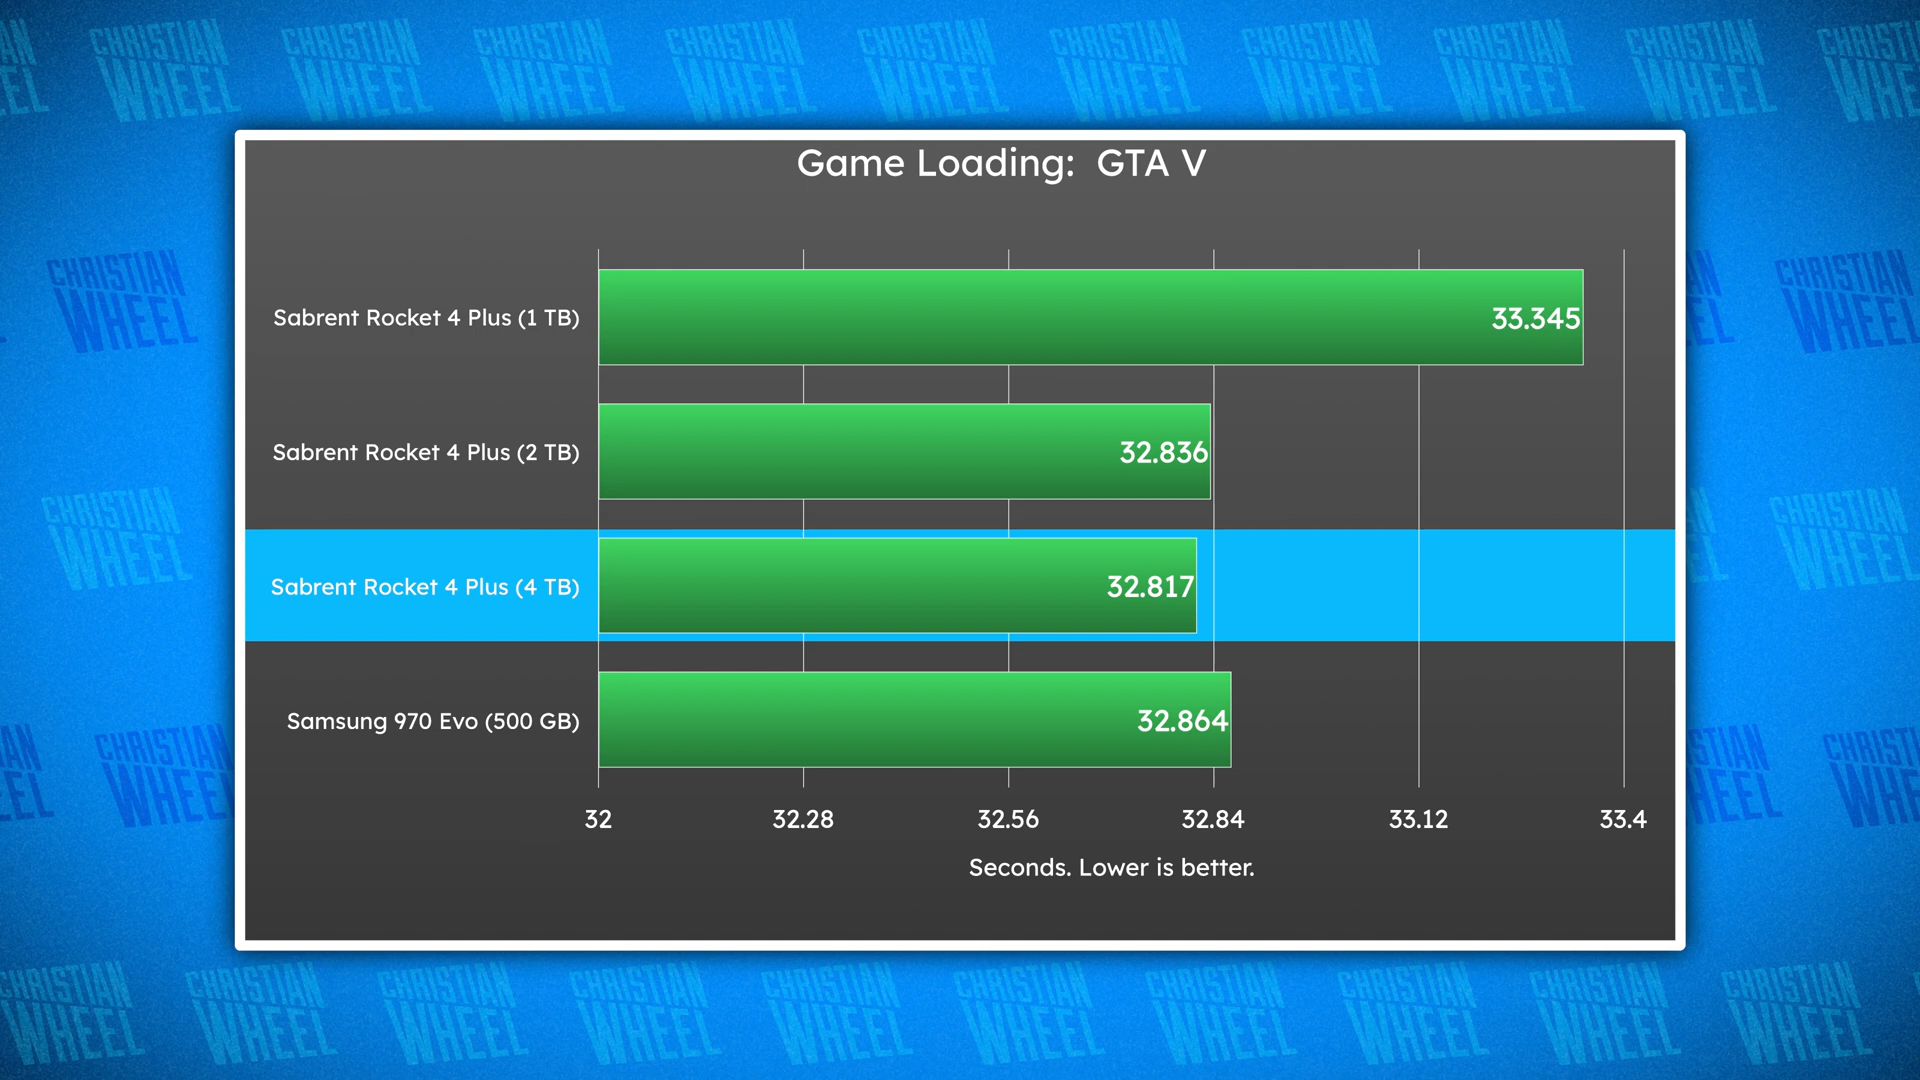 Game Loading: GTA V
Sabrent Rocket 4 Plus (1 TB)
33.345
Sabrent Rocket 4 Plus (2 TB)
32.836
Sabrent Rocket 4 Plus (4 TB)
32.817
Samsung 970 Evo (500 GB)
32.864
32 32.28 32.56 32.84 33.12 33.4
Seconds. Lower is better.
CHRISTIAN
WHEEL